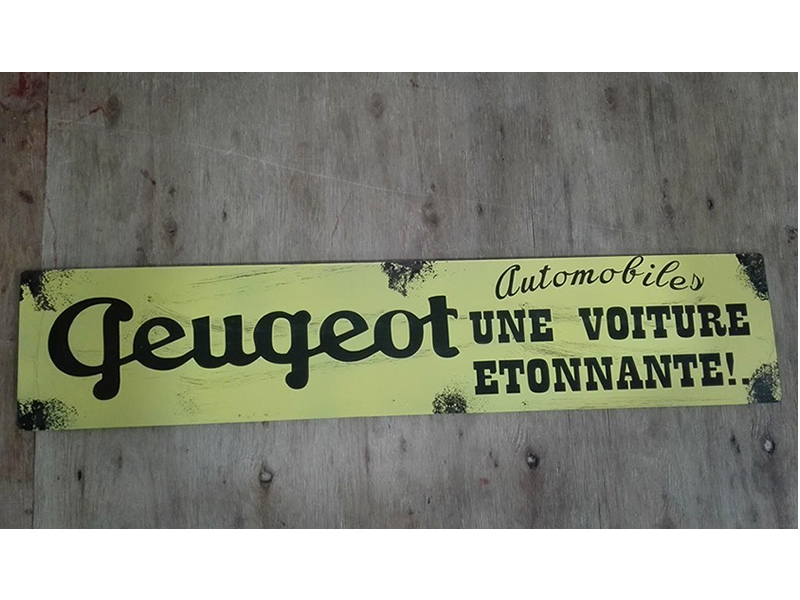 Peugeot
Automobiles
UNE VOITURE
ETONNANTE!..